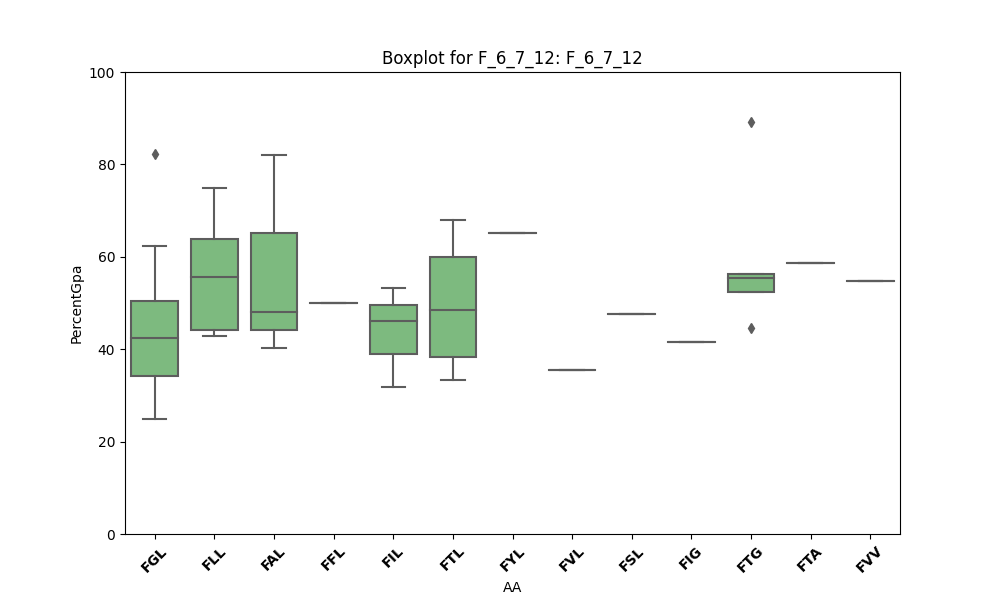 Boxplot for F_6_7_12: F_6_7_12
100
80
60
40
20
0
PercentGpa
FGL FLL FAL FFL FIL FTL FYL FVL FSL FIG FTG FTA FVV
AA